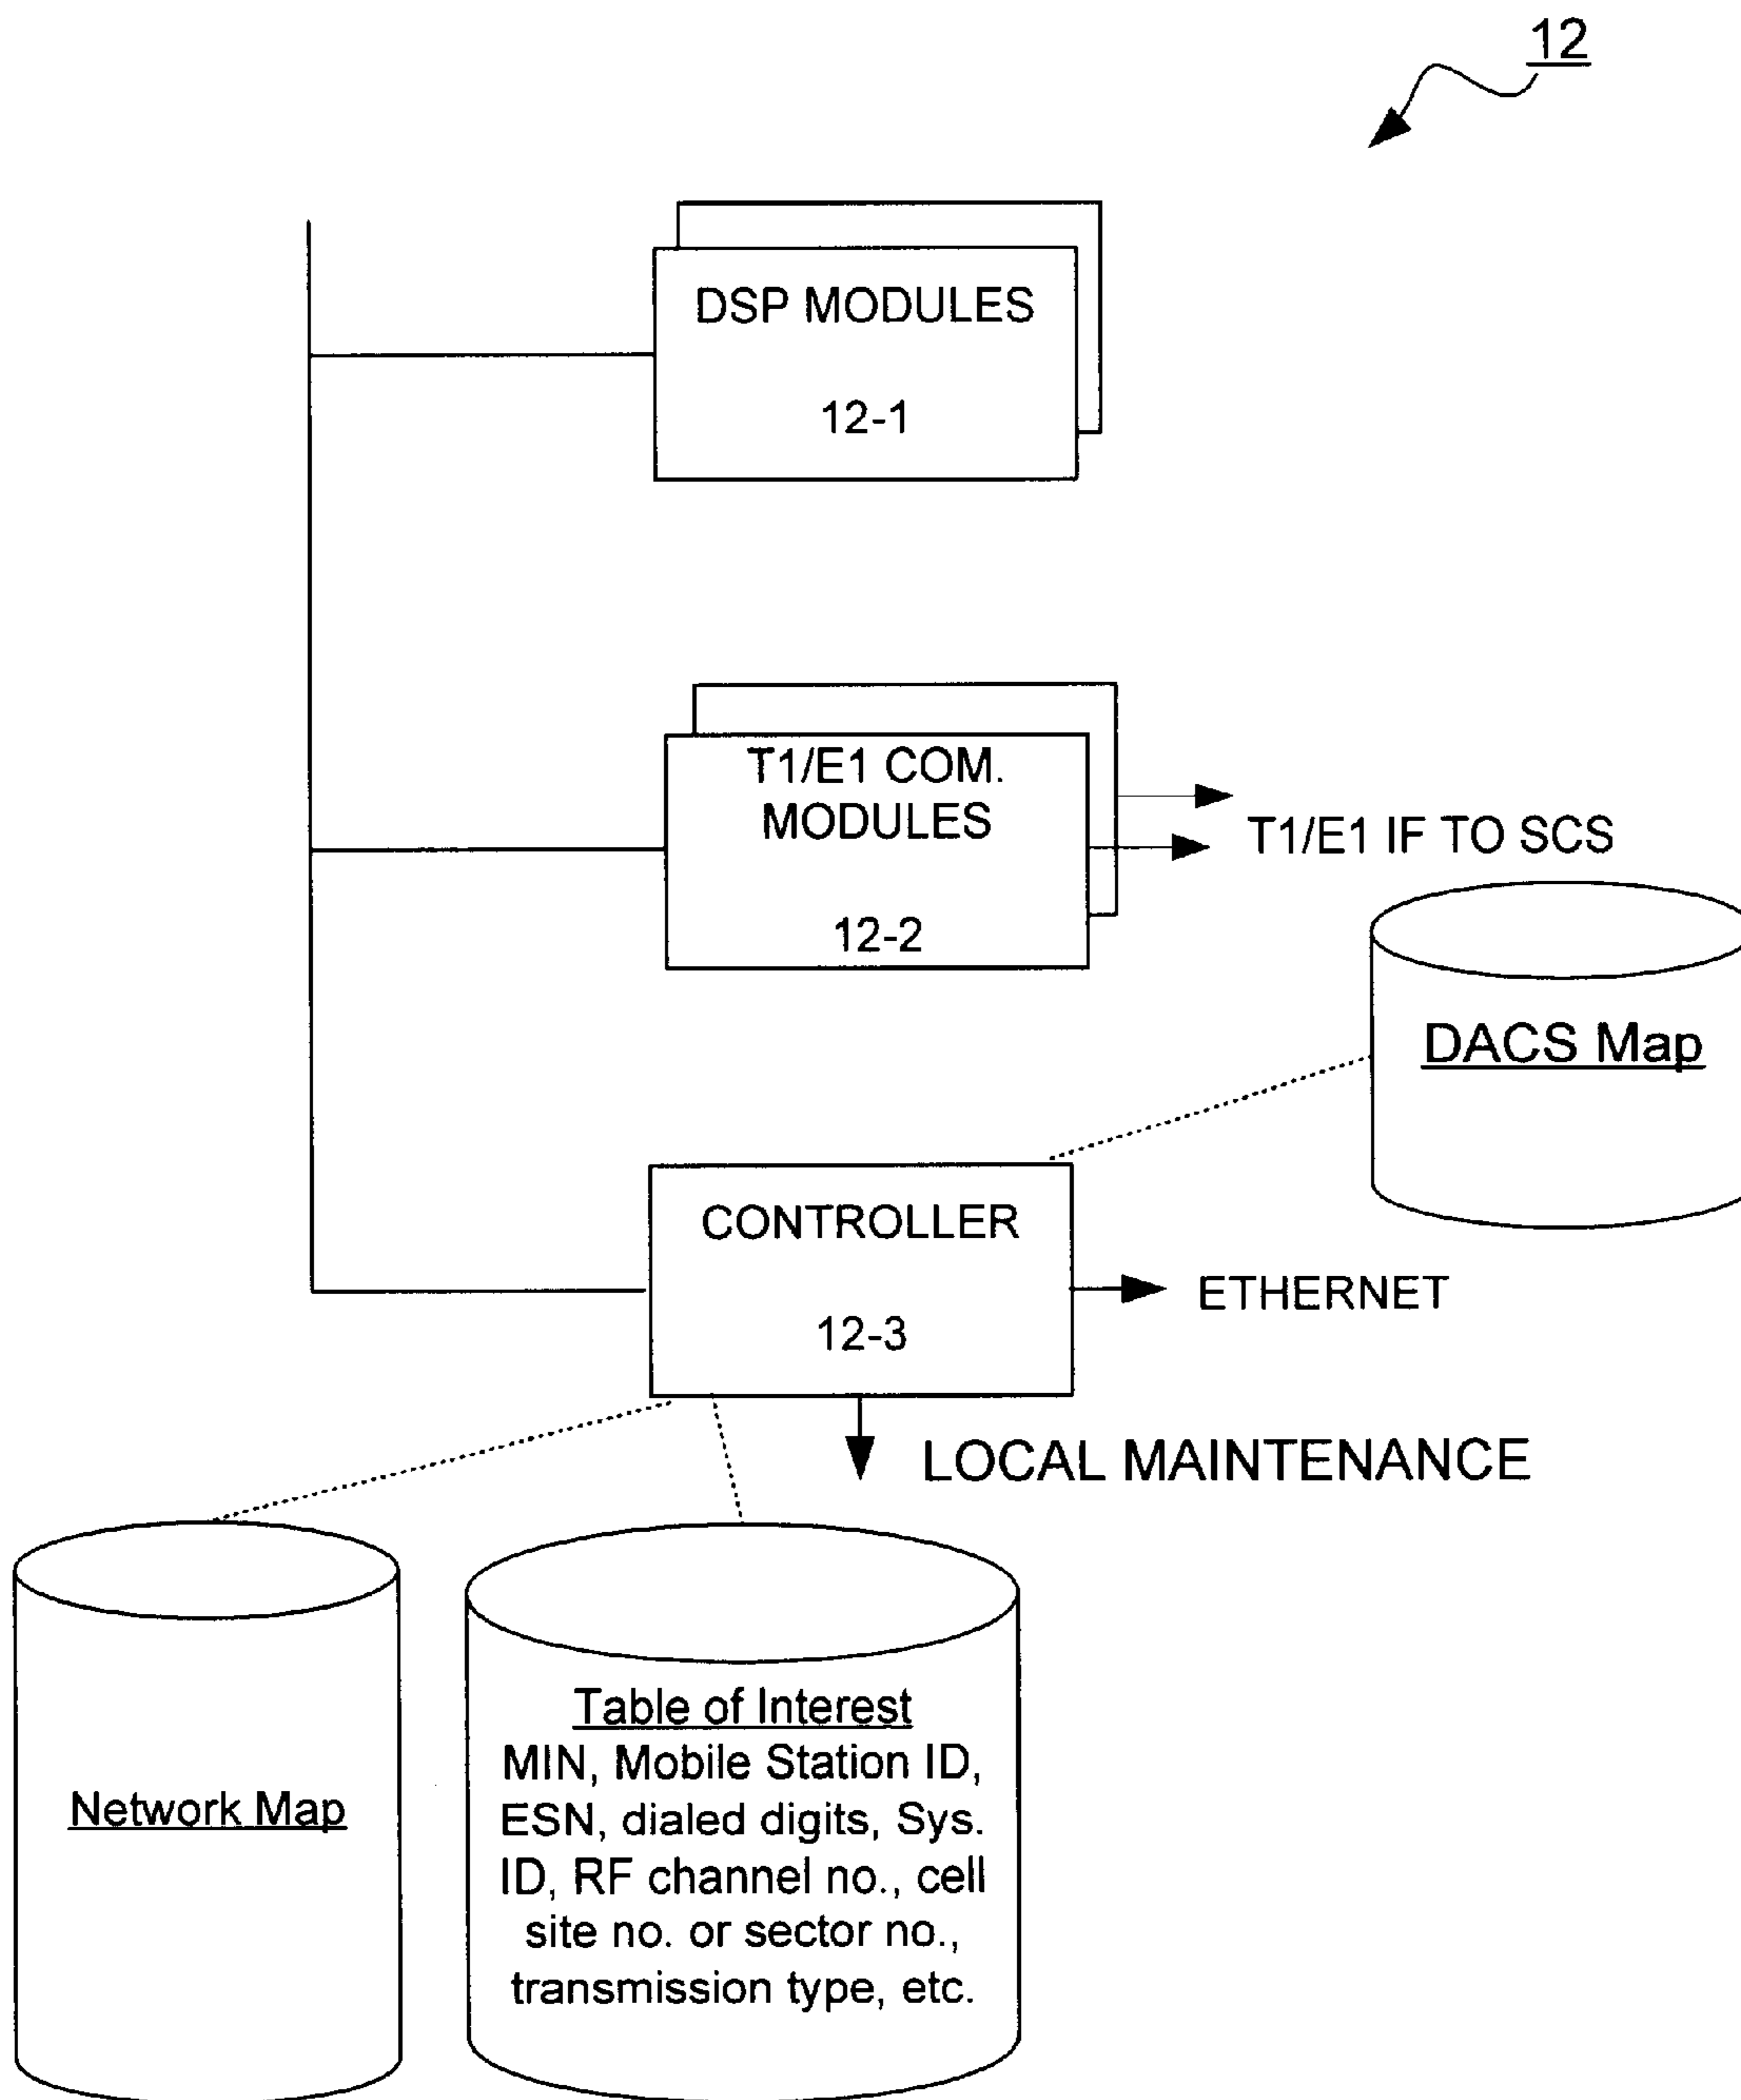 12
DSP MODULES
12-1
T1/E1 COM.
MODULES
12-2
T1/E1 IF TO SCS
DACS Map
CONTROLLER
12-3
ETHERNET
LOCAL MAINTENANCE
Network Map
Table of Interest
MIN, Mobile Station ID,
ESN, dialed digits, Sys.
ID, RF channel no., cell
site no. or sector no.,
transmission type, etc.